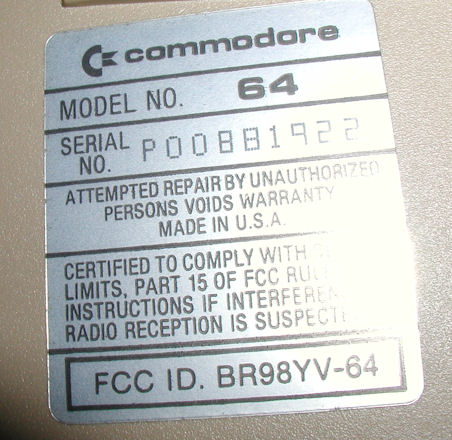 commodore
MODEL NO. 64
SERIAL NO. P00881922
ATTEMPTED REPAIR BY UNAUTHORIZED
PERSONS VOIDS WARRANTY
MADE IN U.S.A.
CERTIFIED TO COMPLY WITH
LIMITS, PART 15 OF FCC
INSTRUCTIONS IF
RADIO RECEPTION IS
FCC ID. BR98YV-64